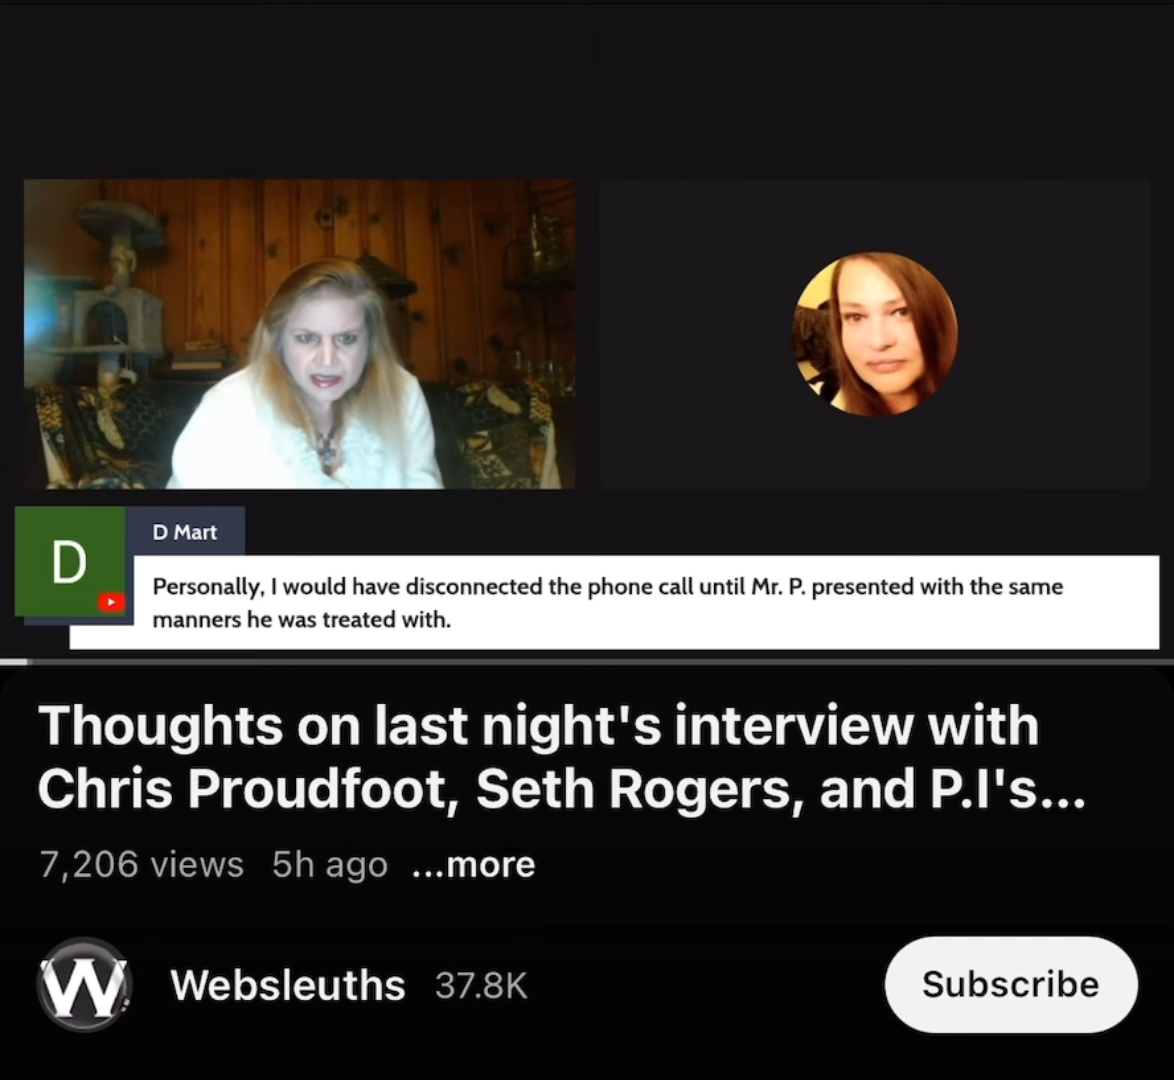 D
D Mart
Personally, I would have disconnected the phone call until Mr. P. presented with the same
manners he was treated with.
Thoughts on last night's interview with
Chris Proudfoot, Seth Rogers, and P.I's...
7,206 views 5h ago ...more
W Websleuths 37.8K Subscribe